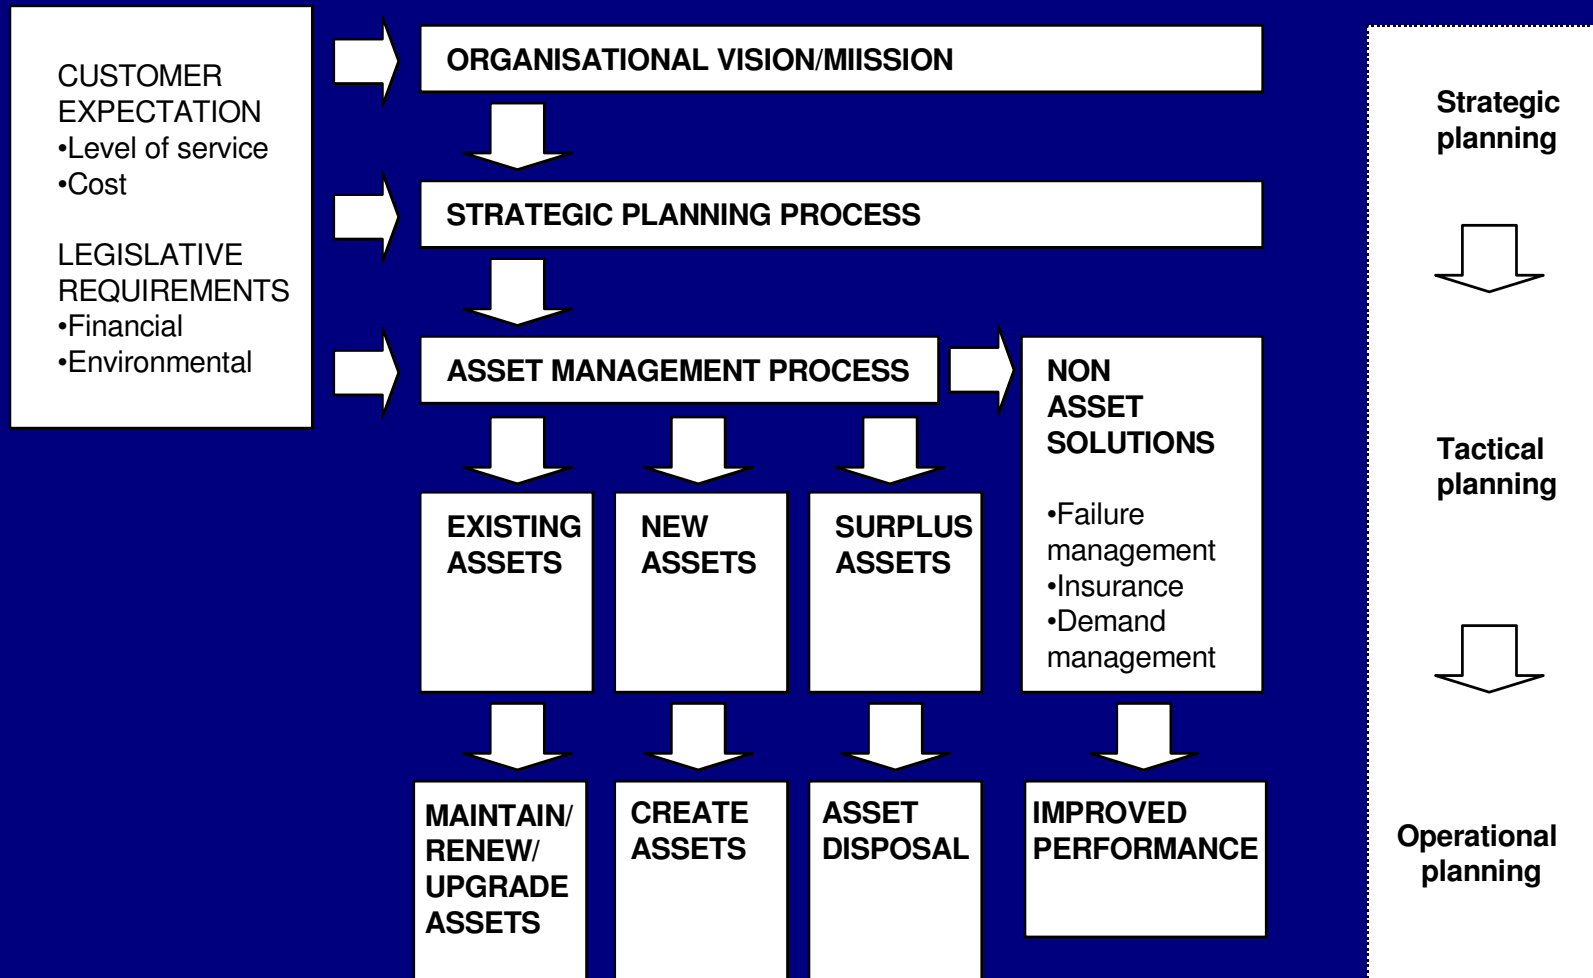 CUSTOMER
EXPECTATION
•Level of service
•Cost
LEGISLATIVE
REQUIREMENTS
•Financial
•Environmental
ORGANISATIONAL VISION/MIISSION
STRATEGIC PLANNING PROCESS
ASSET MANAGEMENT PROCESS
NON
ASSET
SOLUTIONS
•Failure
management
•Insurance
•Demand
management
EXISTING
ASSETS
NEW
ASSETS
SURPLUS
ASSETS
MAINTAIN/
RENEW/
UPGRADE
ASSETS
CREATE
ASSETS
ASSET
DISPOSAL
IMPROVED
PERFORMANCE
Strategic
planning
Tactical
planning
Operational
planning